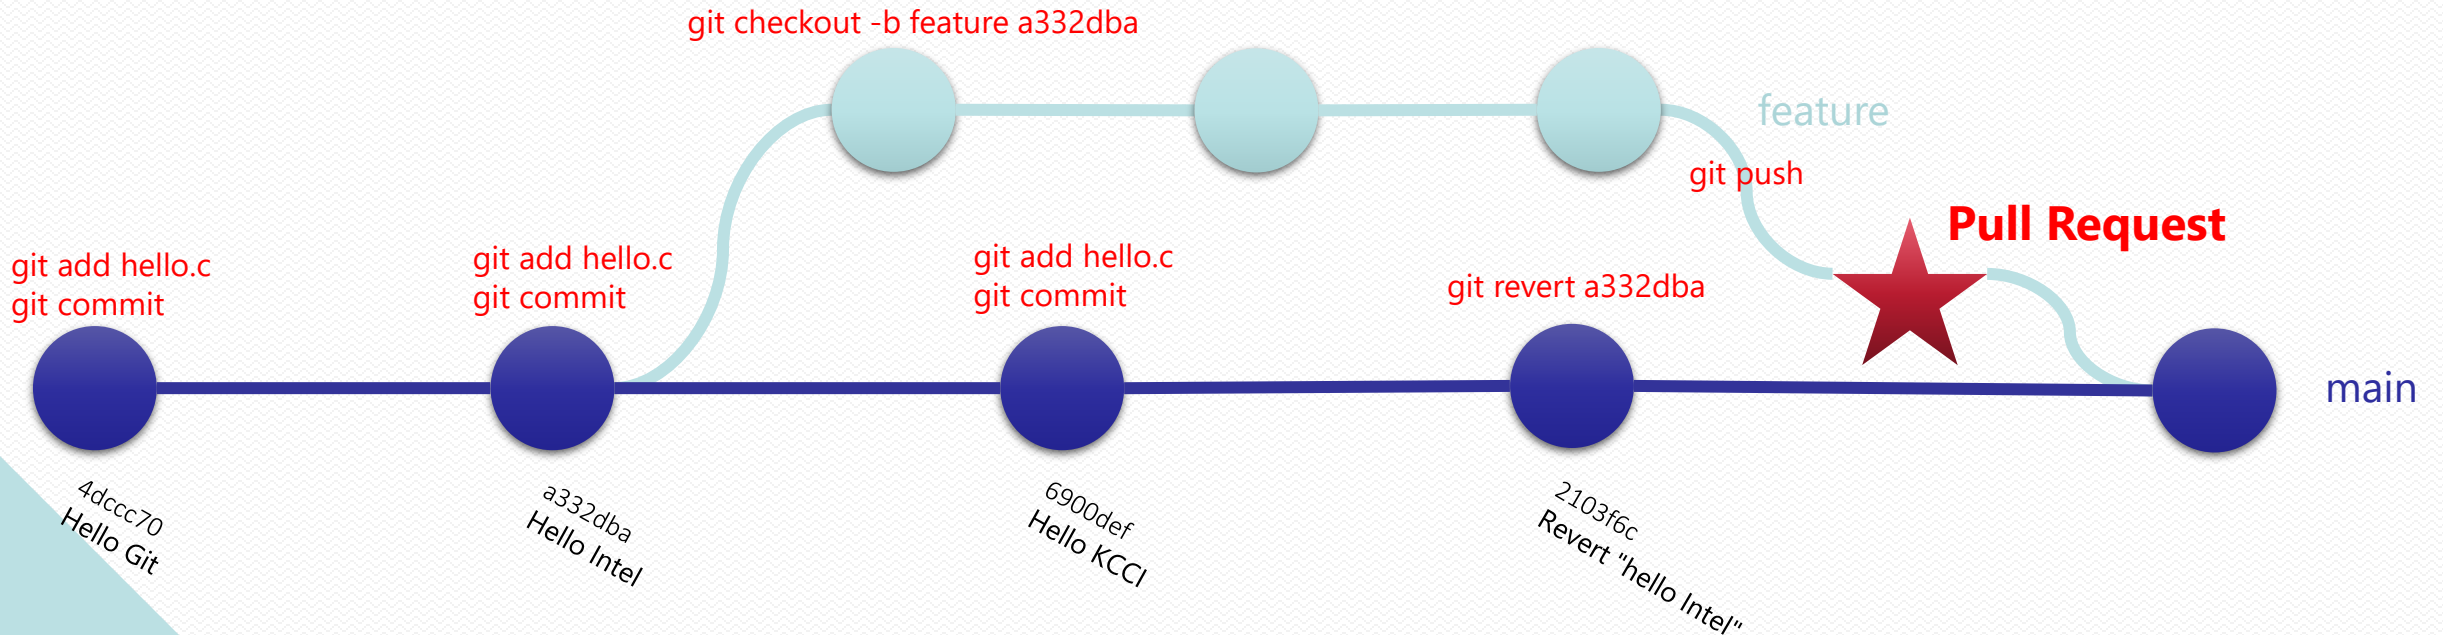 git checkout -b feature a332dba
feature
git push
Pull Request
git add hello.c
git commit
git add hello.c
git commit
git add hello.c
git commit
git revert a332dba
main
4dccc70
Hello Git
a332dba
Hello Intel
6900def
Hello KCCI
2103f6c
Revert "hello Intel"